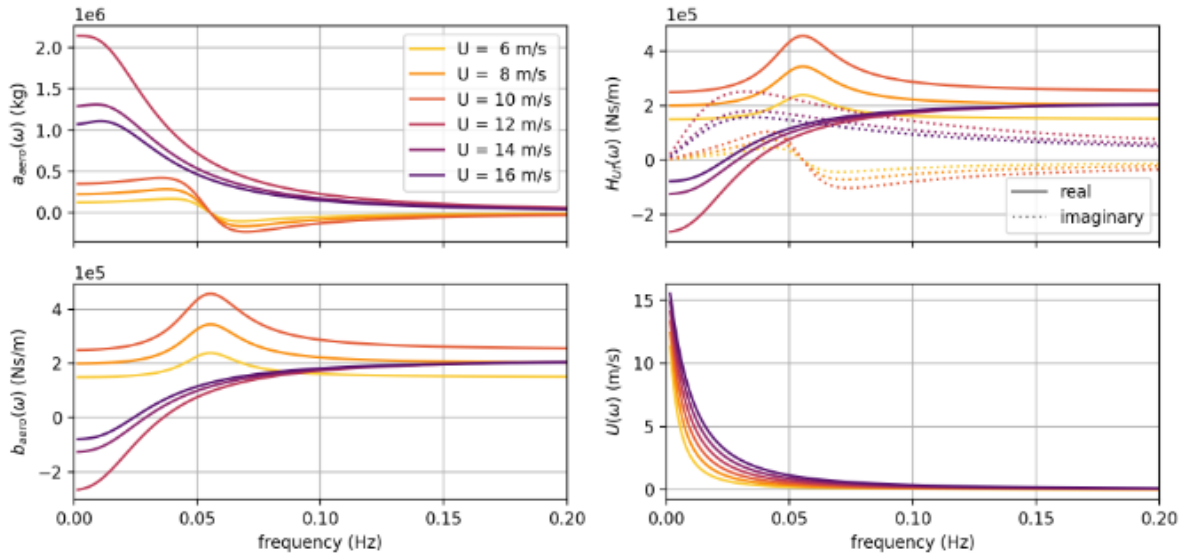 1e6
a_aero(ω) (kg)
2.0
1.5
1.0
0.5
0.0
U = 6 m/s
U = 8 m/s
U = 10 m/s
U = 12 m/s
U = 14 m/s
U = 16 m/s
1e5
H_Uf(ω) (Ns/m)
4
2
0
−2
real
imaginary
1e5
b_aero(ω) (Ns/m)
4
2
0
−2
0.00
0.05
0.10
0.15
0.20
frequency (Hz)
U(ω) (m/s)
15
10
5
0
0.00
0.05
0.10
0.15
0.20
frequency (Hz)